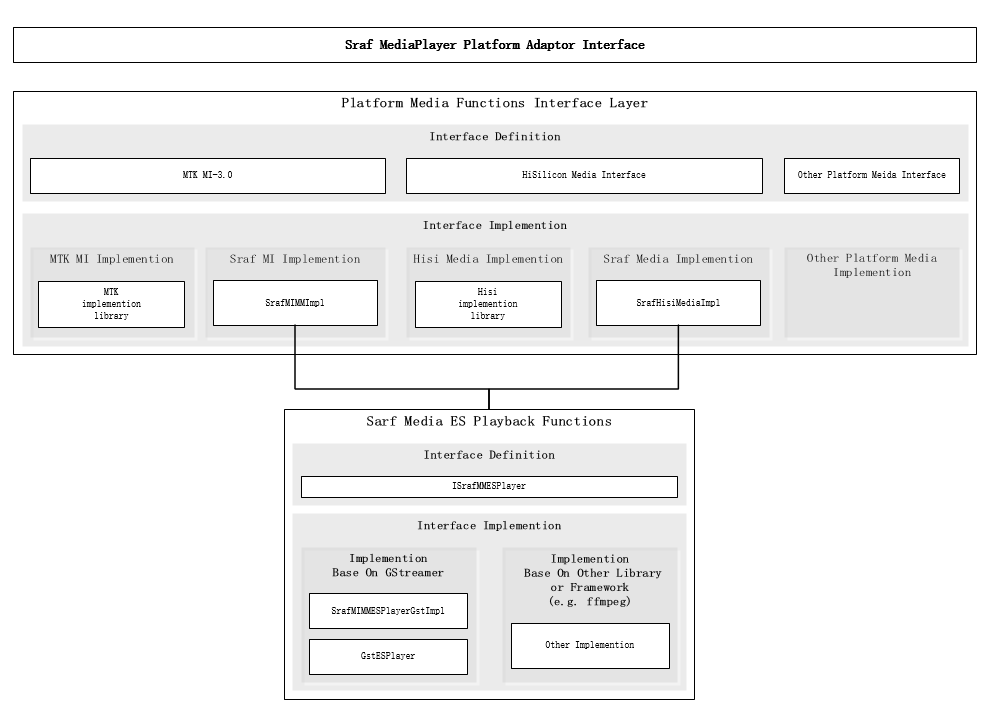 Sraf MediaPlayer Platform Adaptor Interface
Platform Media Functions Interface Layer
Interface Definition
MTK MI-3.0
HiSilicon Media Interface
Other Platform Meida Interface
Interface Implemention
MTK MI Implemention
MTK
implemention
library
Sraf MI Implemention
SrafMIMMImpl
Hisi Media Implemention
Hisi
implemention
library
Sraf Media Implemention
SrafHisiMediaImpl
Other Platform Media
Implemention
Sarf Media ES Playback Functions
Interface Definition
ISrafMMESPlayer
Interface Implemention
Implemention
Base On GStreamer
SrafMIMMESPlayerGstImpl
GstESPlayer
Implemention
Base On Other Library
or Framework
(e.g. ffmpeg)
Other Implemention